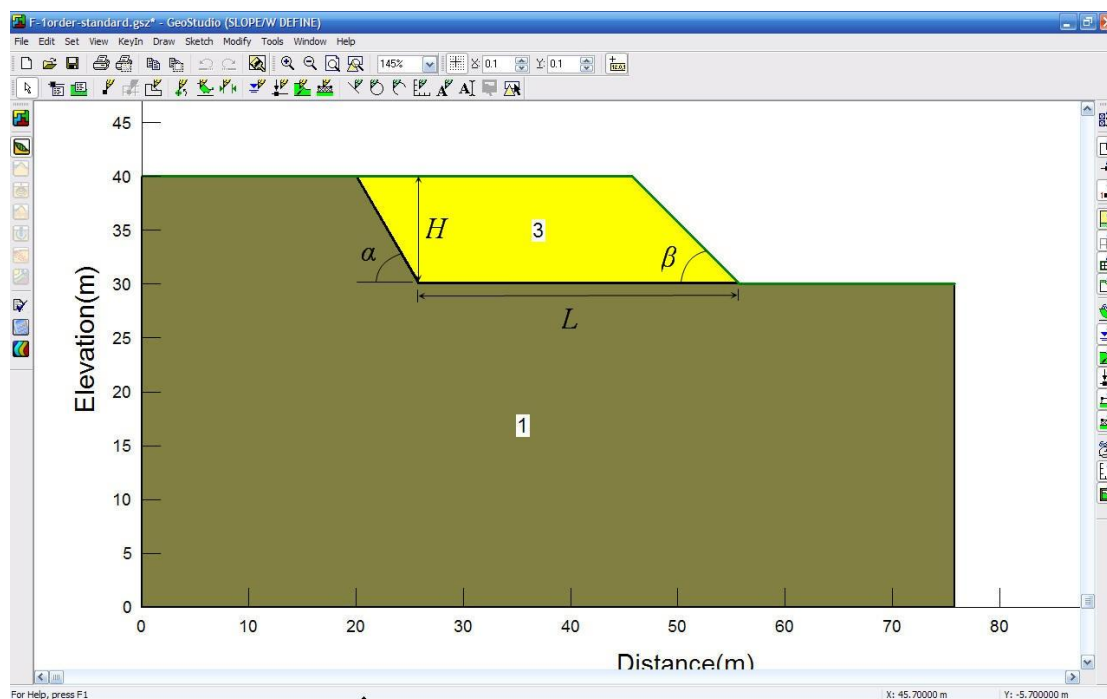 F-1order-standard.gsz* - GeoStudio (SLOPE/W DEFINE)
File Edit Set View KeyIn Draw Sketch Modify Tools Window Help
145% X: 0.1 Y: 0.1
45
40
35
30
25
20
15
10
5
0
Elevation(m)
α
H
3
β
L
1
0 10 20 30 40 50 60 70 80
Distance(m)
For Help, press F1 X: 45.70000 m Y: -5.700000 m